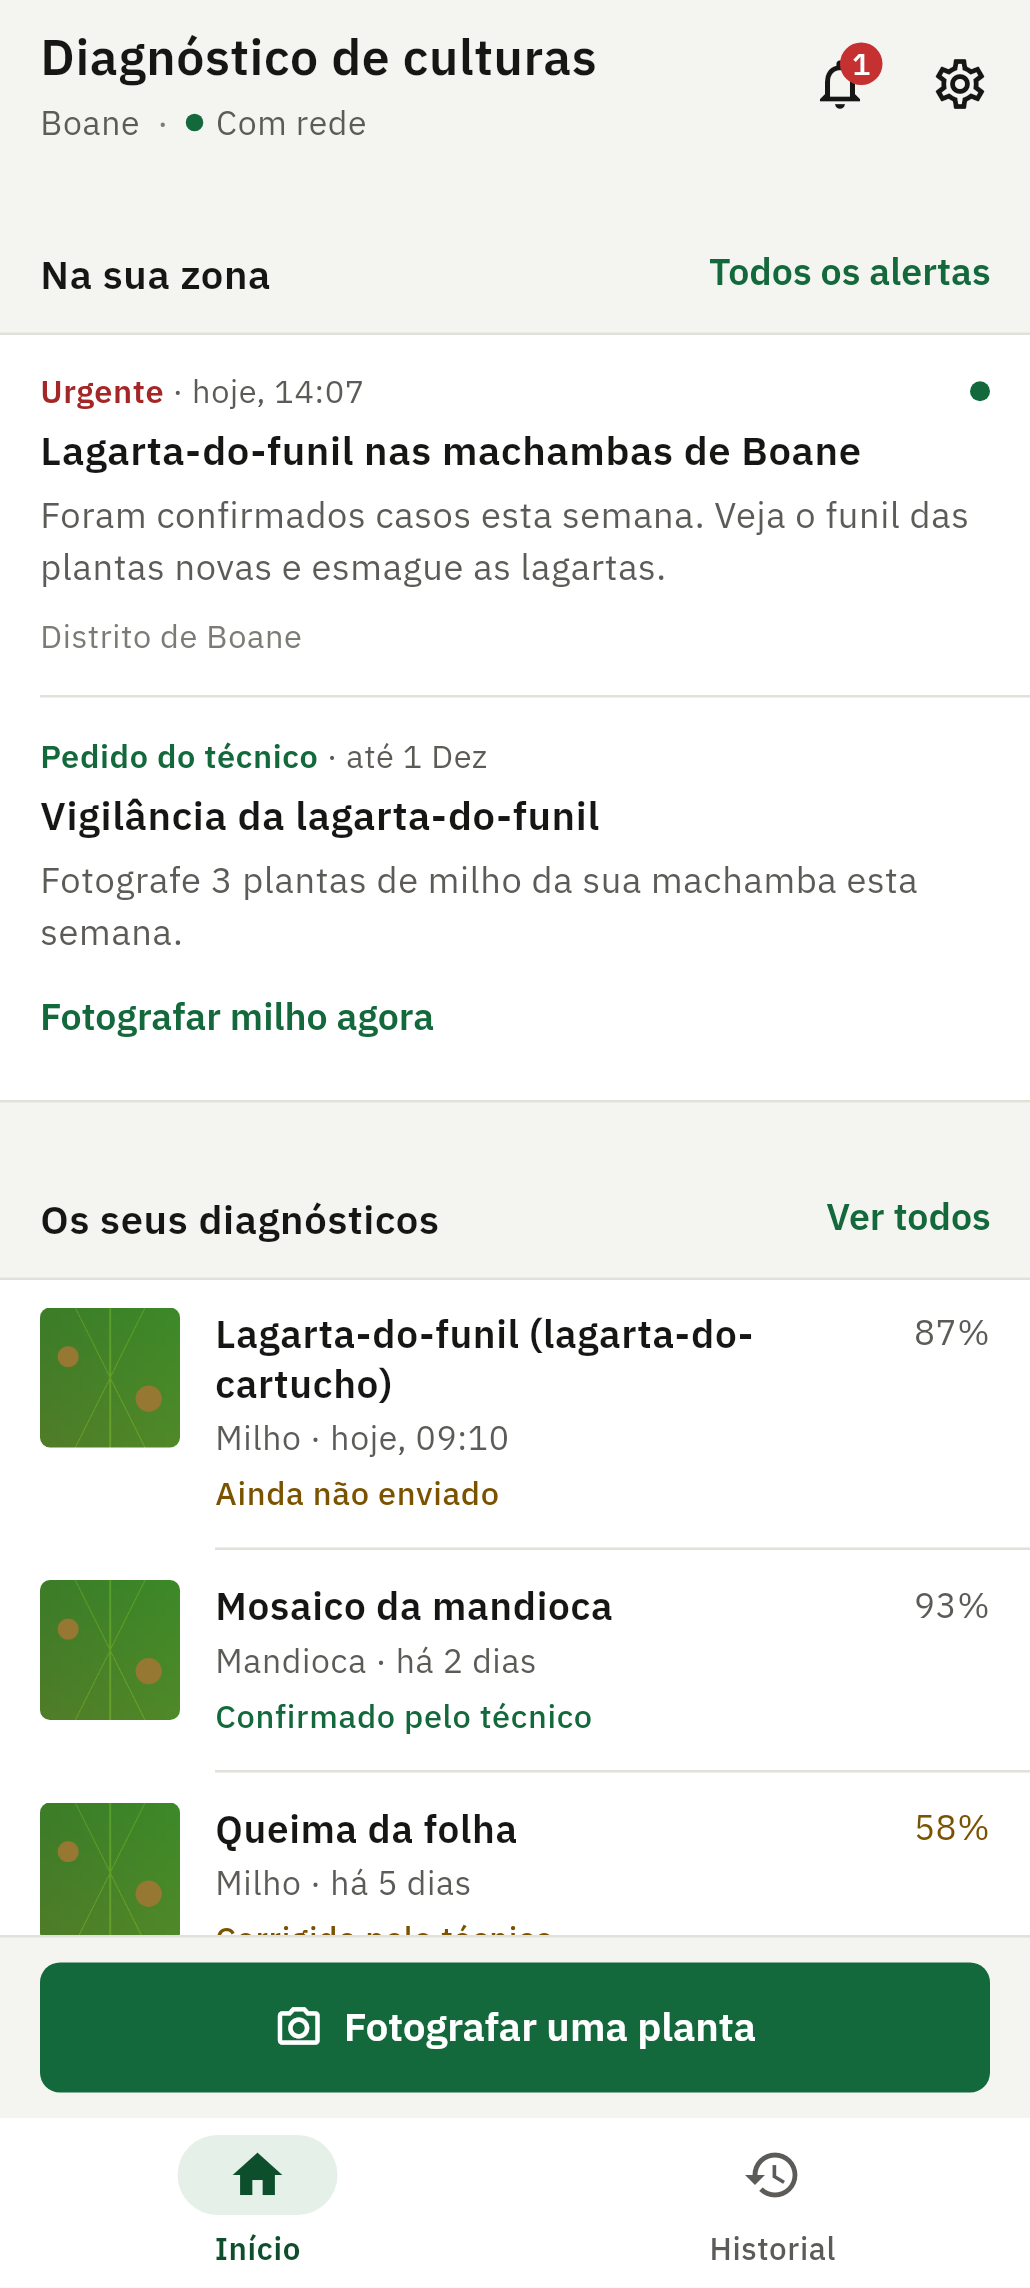 Diagnóstico de culturas
1
Boane · Com rede
Na sua zona
Todos os alertas
Urgente · hoje, 14:07
Lagarta-do-funil nas machambas de Boane
Foram confirmados casos esta semana. Veja o funil das
plantas novas e esmague as lagartas.
Distrito de Boane
Pedido do técnico · até 1 Dez
Vigilância da lagarta-do-funil
Fotografe 3 plantas de milho da sua machamba esta
semana.
Fotografar milho agora
Os seus diagnósticos
Ver todos
Lagarta-do-funil (lagarta-do-
cartucho)
87%
Milho · hoje, 09:10
Ainda não enviado
Mosaico da mandioca
93%
Mandioca · há 2 dias
Confirmado pelo técnico
Queima da folha
58%
Milho · há 5 dias
Corrigido pelo técnico
Fotografar uma planta
Início
Historial